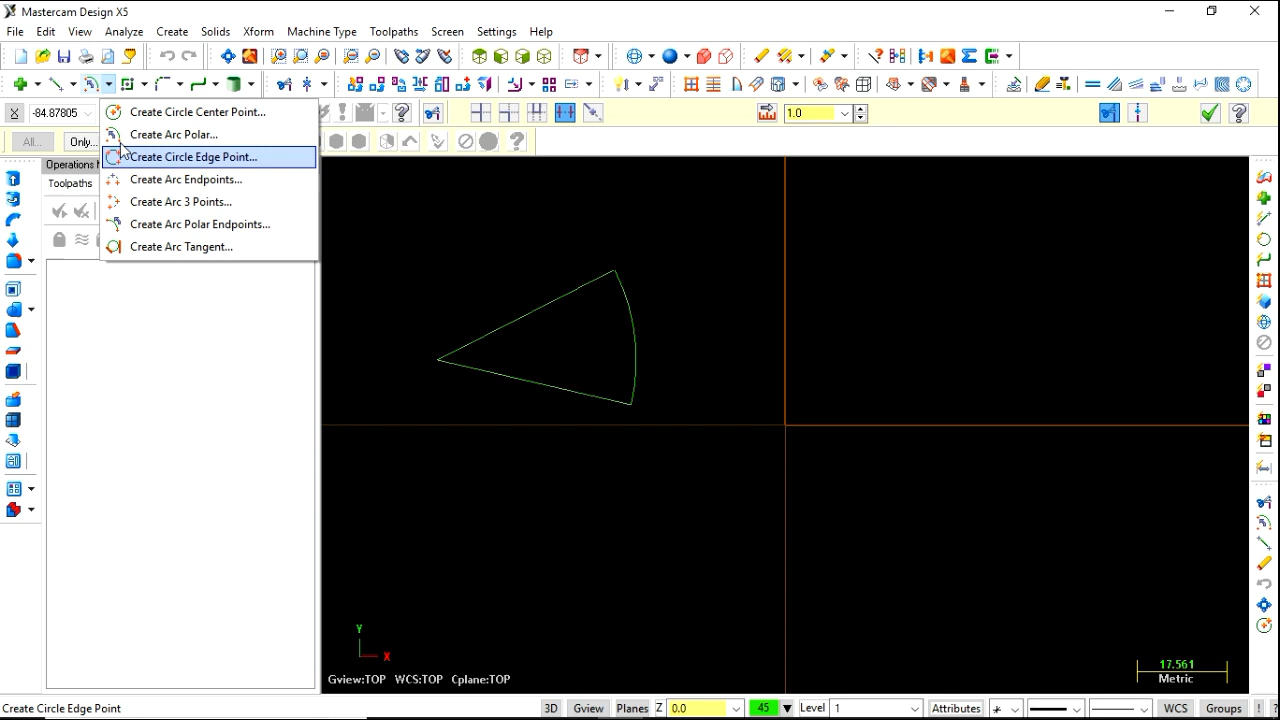 Mastercam Design X5
File Edit View Analyze Create Solids Xform Machine Type Toolpaths Screen Settings Help
-84.87805
1.0
All... Only...
Create Circle Center Point...
Create Arc Polar...
Create Circle Edge Point...
Create Arc Endpoints...
Create Arc 3 Points...
Create Arc Polar Endpoints...
Create Arc Tangent...
Operations
Toolpaths
Y
X
Gview:TOP WCS:TOP Cplane:TOP
17.561
Metric
Create Circle Edge Point
3D Gview Planes Z 0.0 45 Level 1 Attributes WCS Groups ! ?